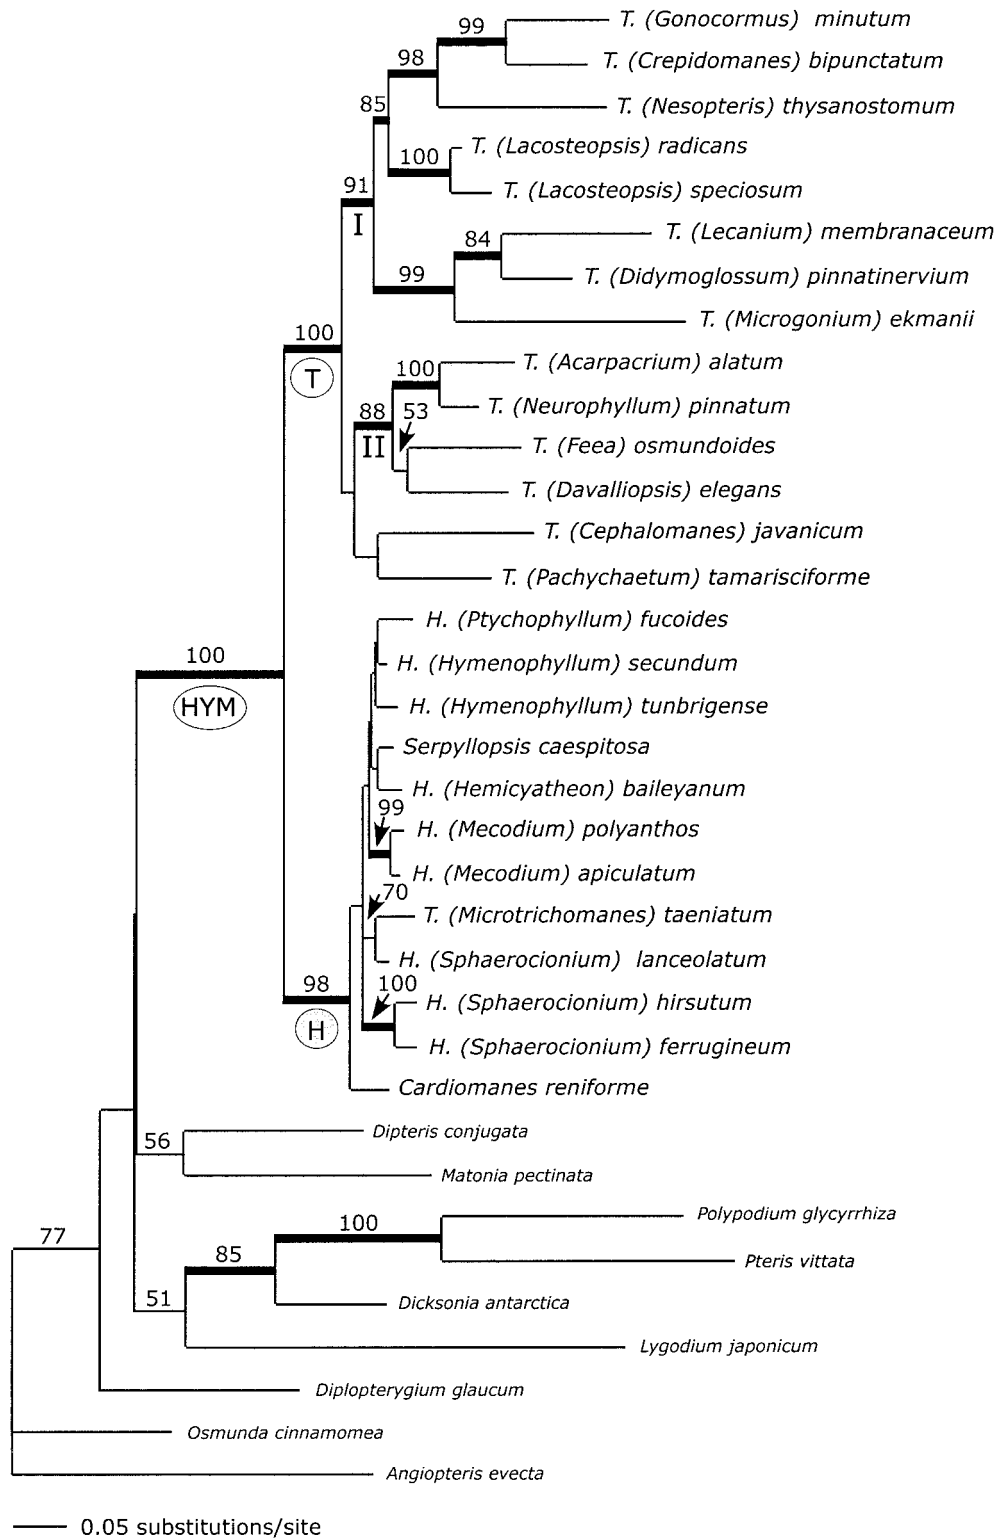 99
T. (Gonocormus) minutum
98
T. (Crepidomanes) bipunctatum
85
T. (Nesopteris) thysanostomum
100
T. (Lacosteopsis) radicans
91
T. (Lacosteopsis) speciosum
I
84
T. (Lecanium) membranaceum
99
T. (Didymoglossum) pinnatinervium
T. (Microgonium) ekmanii
100
T
100
T. (Acarpacrium) alatum
88
53
T. (Neurophyllum) pinnatum
II
T. (Feea) osmundoides
T. (Davalliopsis) elegans
T. (Cephalomanes) javanicum
T. (Pachychaetum) tamarisciforme
H. (Ptychophyllum) fucoides
100
H. (Hymenophyllum) secundum
HYM
H. (Hymenophyllum) tunbrigense
Serpyllopsis caespitosa
H. (Hemicyatheon) baileyanum
99
H. (Mecodium) polyanthos
H. (Mecodium) apiculatum
70
T. (Microtrichomanes) taeniatum
H. (Sphaerocionium) lanceolatum
98
100
H. (Sphaerocionium) hirsutum
H
H. (Sphaerocionium) ferrugineum
Cardiomanes reniforme
56
Dipteris conjugata
Matonia pectinata
77
100
Polypodium glycyrrhiza
85
Pteris vittata
51
Dicksonia antarctica
Lygodium japonicum
Diplopterygium glaucum
Osmunda cinnamomea
Angiopteris evecta
0.05 substitutions/site